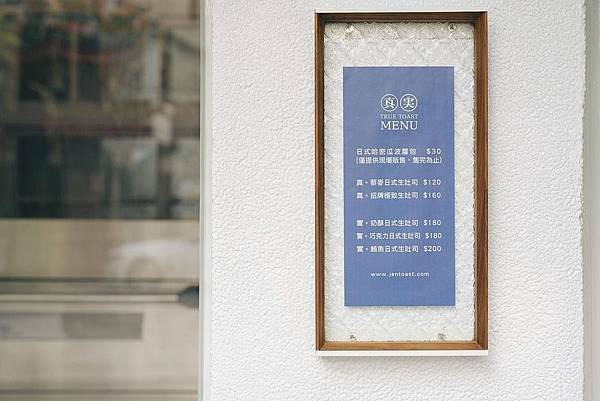 真 実
TRUE TOAST
MENU
日式哈密瓜波蘿包 $30
(僅提供現場販售，售完為止)
真。藜麥日式生吐司 $120
真。招牌極致生吐司 $160
實。奶酥日式生吐司 $180
實。巧克力日式生吐司 $180
實。鮪魚日式生吐司 $200
www.jentoast.com